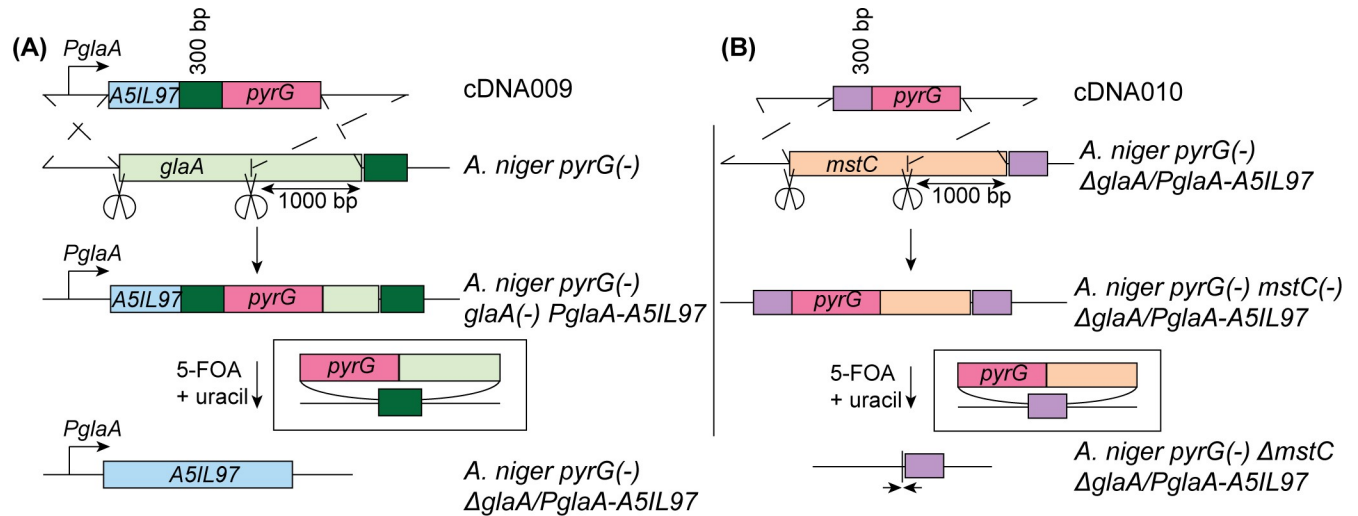 (A)
PglaA
300 bp
A5IL97
pyrG
cDNA009
glaA
A. niger pyrG(-)
1000 bp
PglaA
A5IL97
pyrG
A. niger pyrG(-)
glaA(-) PglaA-A5IL97
5-FOA
+ uracil
pyrG
PglaA
A5IL97
A. niger pyrG(-)
ΔglaA/PglaA-A5IL97
(B)
300 bp
pyrG
cDNA010
mstC
A. niger pyrG(-)
ΔglaA/PglaA-A5IL97
1000 bp
pyrG
A. niger pyrG(-) mstC(-)
ΔglaA/PglaA-A5IL97
5-FOA
+ uracil
pyrG
A. niger pyrG(-) ΔmstC
ΔglaA/PglaA-A5IL97